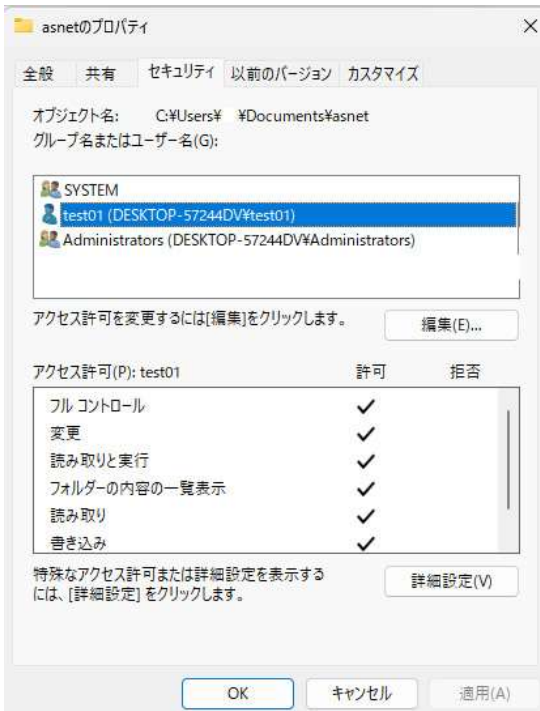 asnetのプロパティ
全般 共有 セキュリティ 以前のバージョン カスタマイズ
オブジェクト名: C:¥Users¥ ¥Documents¥asnet
グループ名またはユーザー名(G):
SYSTEM
test01 (DESKTOP-57244DV¥test01)
Administrators (DESKTOP-57244DV¥Administrators)
アクセス許可を変更するには[編集]をクリックします。 編集(E)...
アクセス許可(P): test01 許可 拒否
フル コントロール
変更
読み取りと実行
フォルダーの内容の一覧表示
読み取り
書き込み
特殊なアクセス許可または詳細設定を表示する
には、[詳細設定] をクリックします。 詳細設定(V)
OK キャンセル 適用(A)